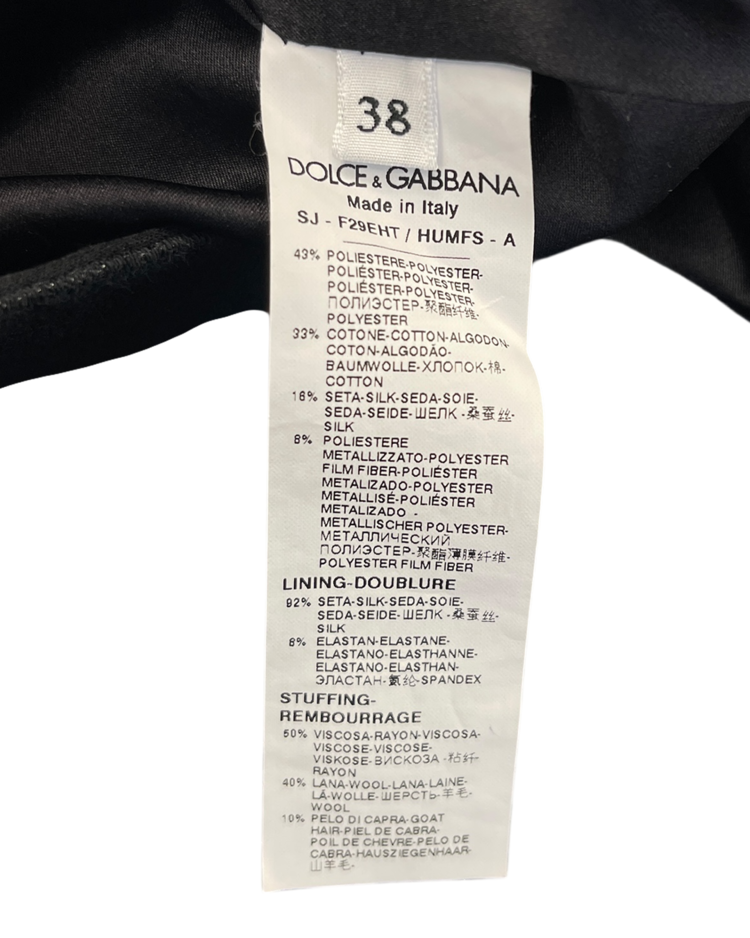 38
DOLCE & GABBANA
Made in Italy
SJ - F29EHT / HUMFS - A
43% POLIESTERE-POLYESTER-
POLIÉSTER-POLYESTER-
POLIÉSTER-POLYESTER-
ПОЛИЭСТЕР-聚酯纤维-
POLYESTER
33% COTONE-COTTON-ALGODON-
COTON-ALGODÃO-
BAUMWOLLE-ХЛОПОК-棉-
COTTON
16% SETA-SILK-SEDA-SOIE-
SEDA-SEIDE-ШЕЛК -桑蚕丝-
SILK
8% POLIESTERE
METALLIZZATO-POLYESTER
FILM FIBER-POLIÉSTER
METALIZADO-POLYESTER
METALLISÉ-POLIÉSTER
METALIZADO -
METALLISCHER POLYESTER-
МЕТАЛЛИЧЕСКИЙ
ПОЛИЭСТЕР-聚酯薄膜纤维-
POLYESTER FILM FIBER
LINING-DOUBLURE
92% SETA-SILK-SEDA-SOIE-
SEDA-SEIDE-ШЕЛК -桑蚕丝-
SILK
8% ELASTAN-ELASTANE-
ELASTANO-ELASTHANNE-
ELASTANO-ELASTHAN-
ЭЛАСТАН-氨纶-SPANDEX
STUFFING-
REMBOURRAGE
50% VISCOSA-RAYON-VISCOSA-
VISCOSE-VISCOSE-
VISKOSE-ВИСКОЗА -粘纤-
RAYON
40% LANA-WOOL-LANA-LAINE-
LÃ-WOLLE-ШЕРСТЬ-羊毛-
WOOL
10% PELO DI CAPRA-GOAT
HAIR-PIEL DE CABRA-
POIL DE CHEVRE-PELO DE
CABRA-HAUSZIEGENHAAR-
山羊毛-